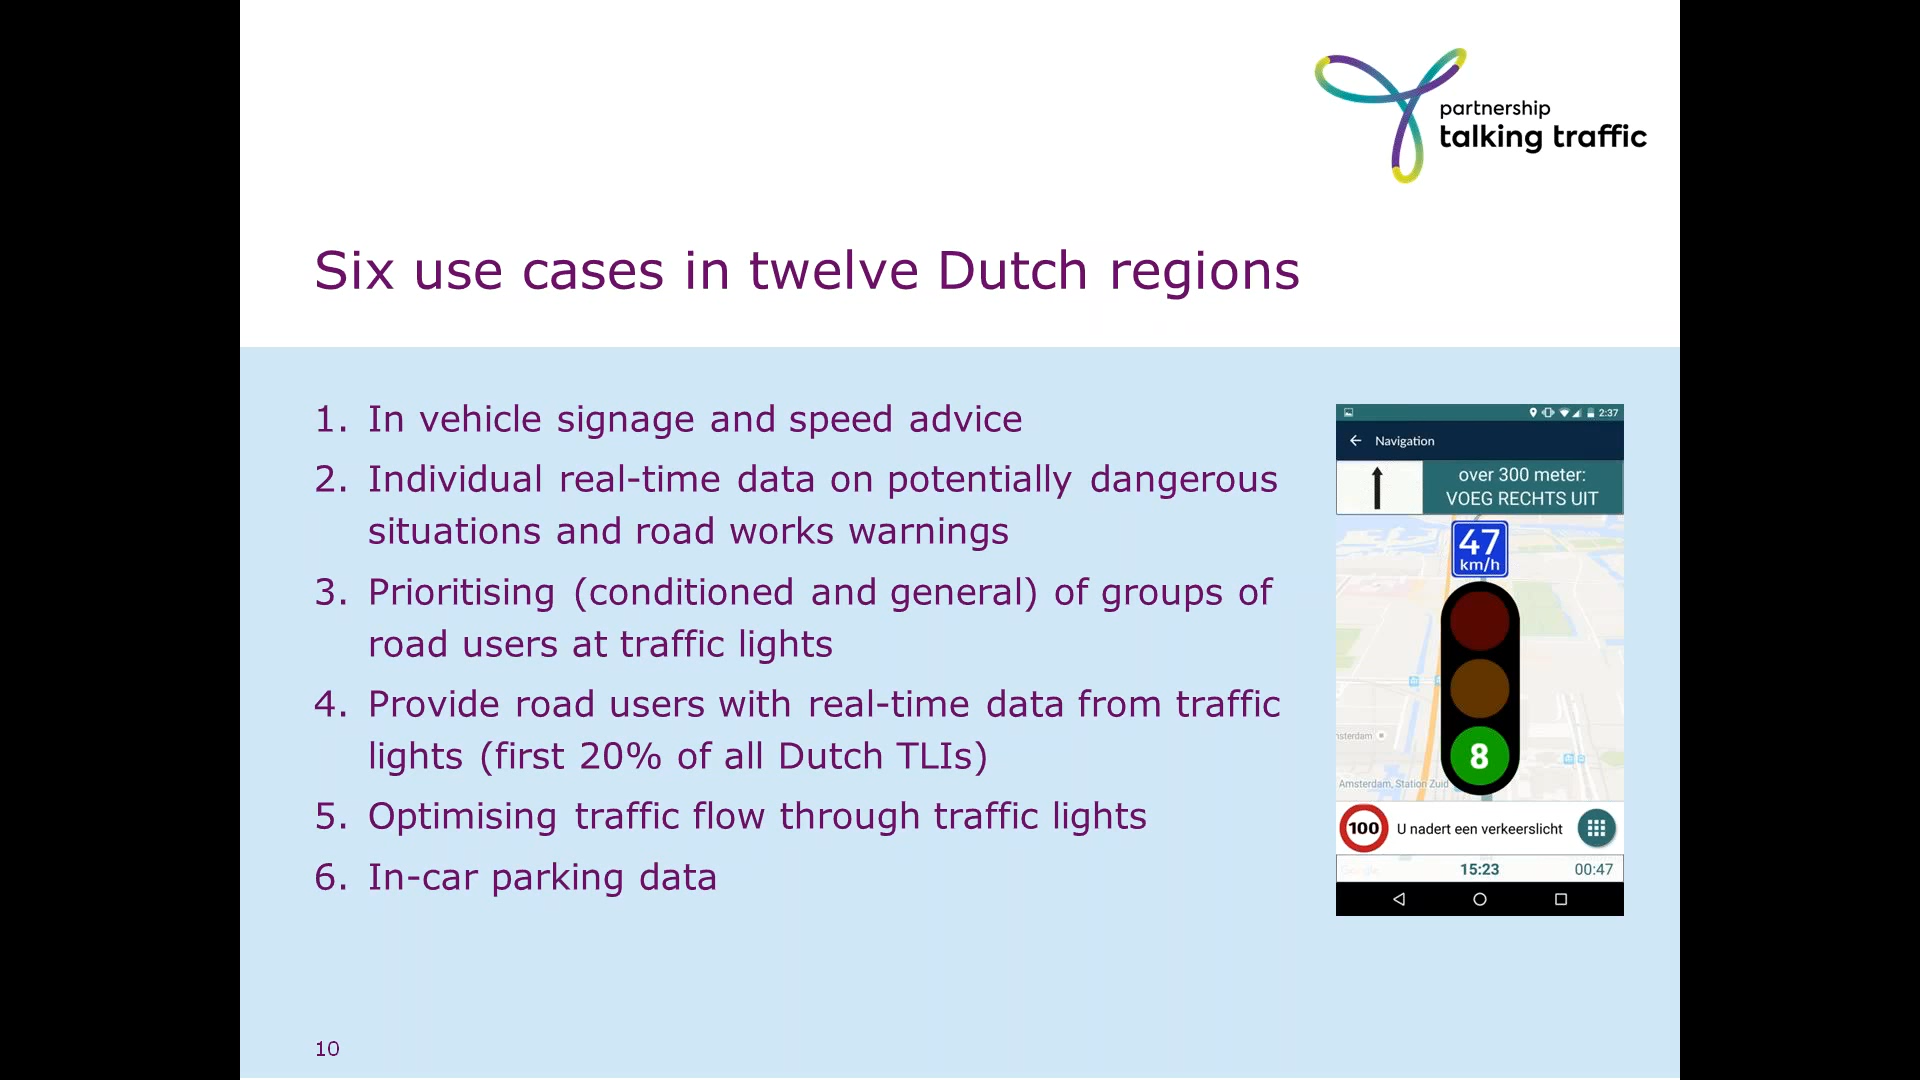 partnership
talking traffic
Six use cases in twelve Dutch regions
1. In vehicle signage and speed advice
2. Individual real-time data on potentially dangerous
situations and road works warnings
3. Prioritising (conditioned and general) of groups of
road users at traffic lights
4. Provide road users with real-time data from traffic
lights (first 20% of all Dutch TLIs)
5. Optimising traffic flow through traffic lights
6. In-car parking data
2:37
Navigation
over 300 meter:
VOEG RECHTS UIT
47
km/h
nsterdam
8
Amsterdam, Station Zuid
100 U nadert een verkeerslicht
Google
15:23 00:47
10